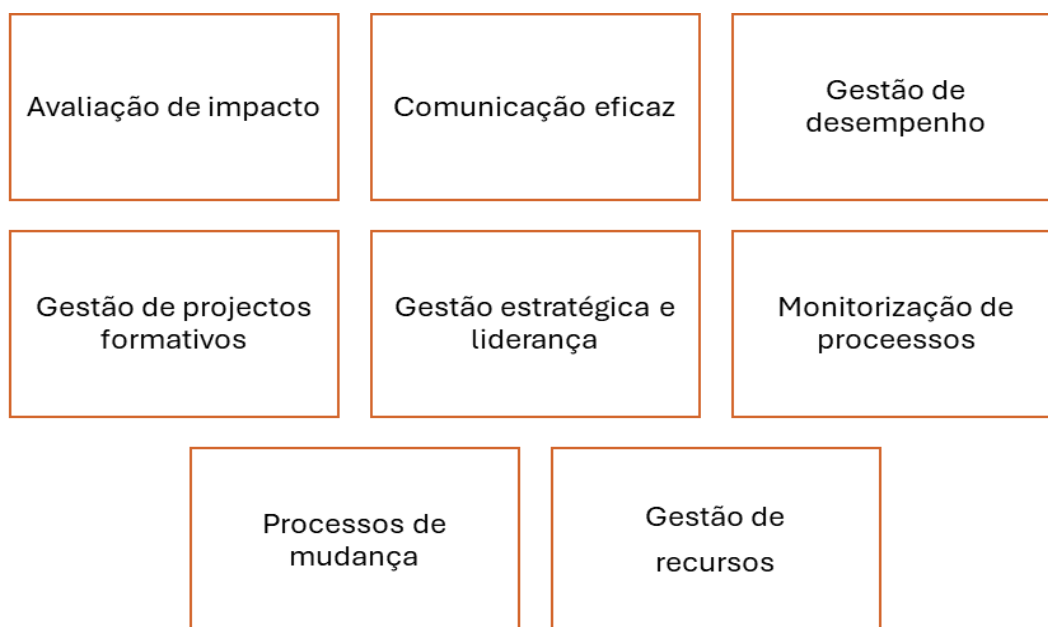 Avaliação de impacto
Comunicação eficaz
Gestão de
desempenho
Gestão de projectos
formativos
Gestão estratégica e
liderança
Monitorização de
proceessos
Processos de
mudança
Gestão de
recursos